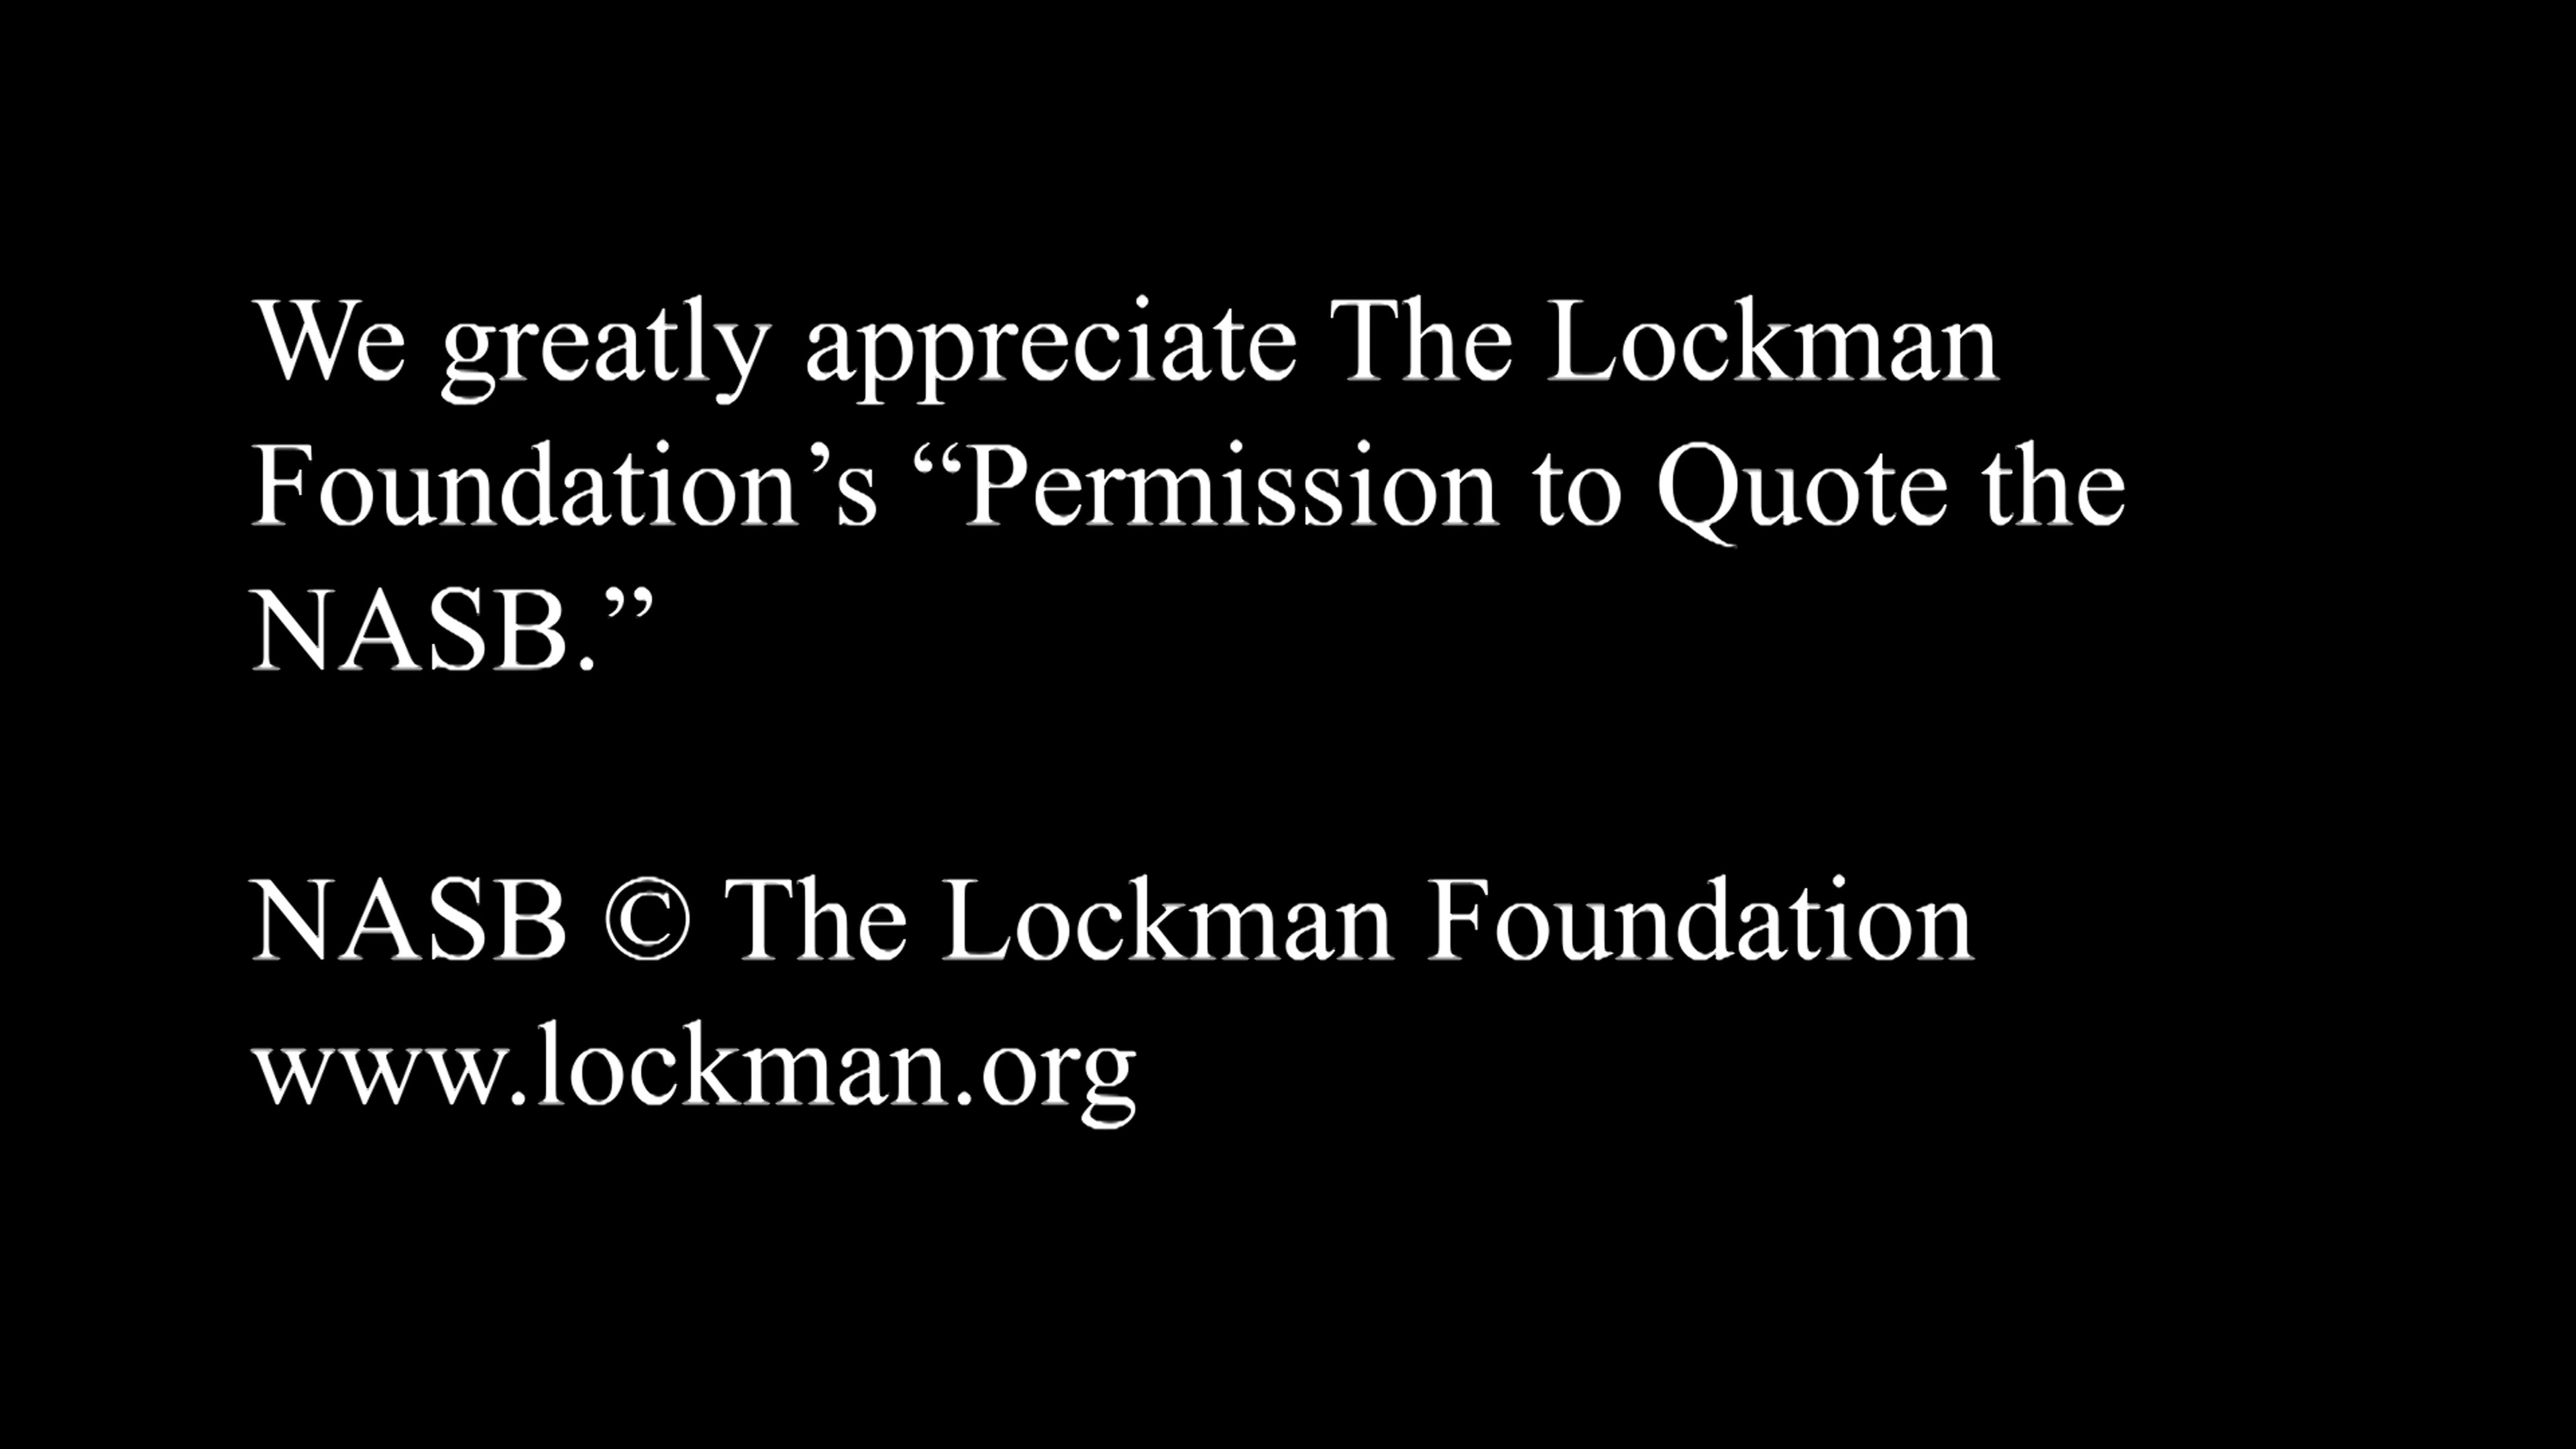 We greatly appreciate The Lockman
Foundation’s “Permission to Quote the
NASB.”
NASB © The Lockman Foundation
www.lockman.org